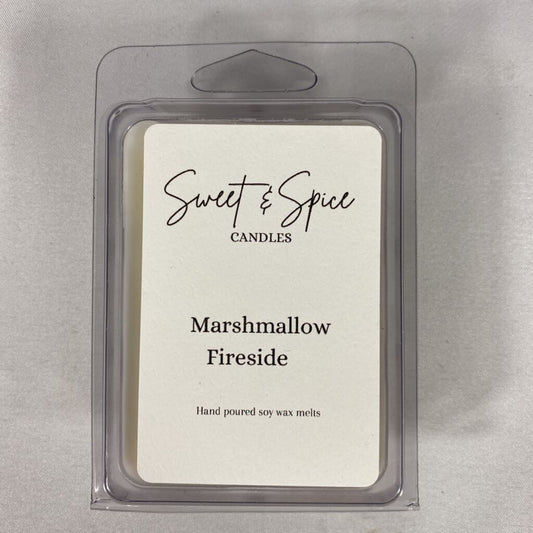 Sweet & Spice
CANDLES
Marshmallow
Fireside
Hand poured soy wax melts